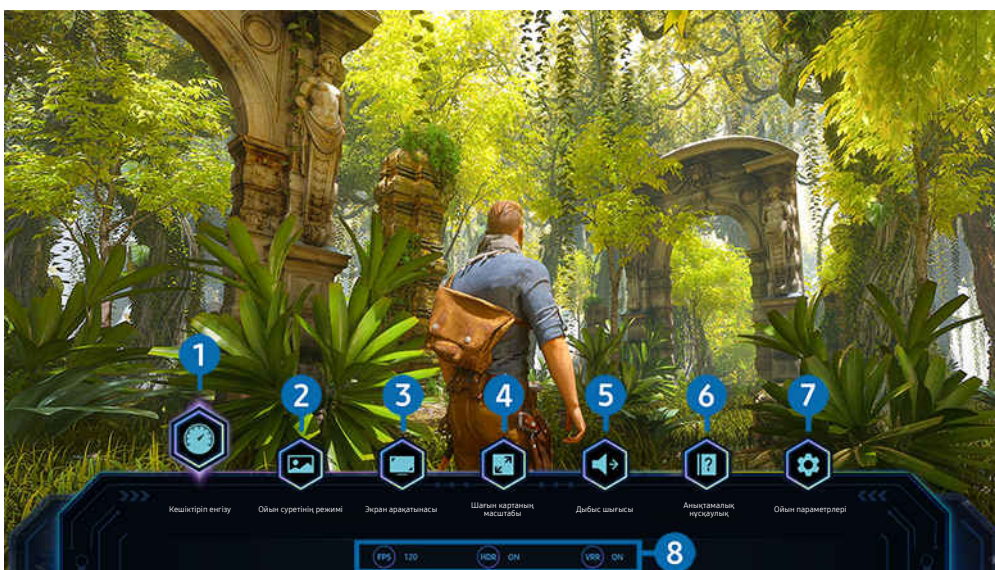 1
2
3
4
5
6
7
Кешіктіріп енгізу
Ойын суретінің режимі
Экран арақатынасы
Шағын картаның
масштабы
Дыбыс шығысы
Анықтамалық
нұсқаулық
Ойын параметрлері
FPS 120 HDR ON VRR ON 8